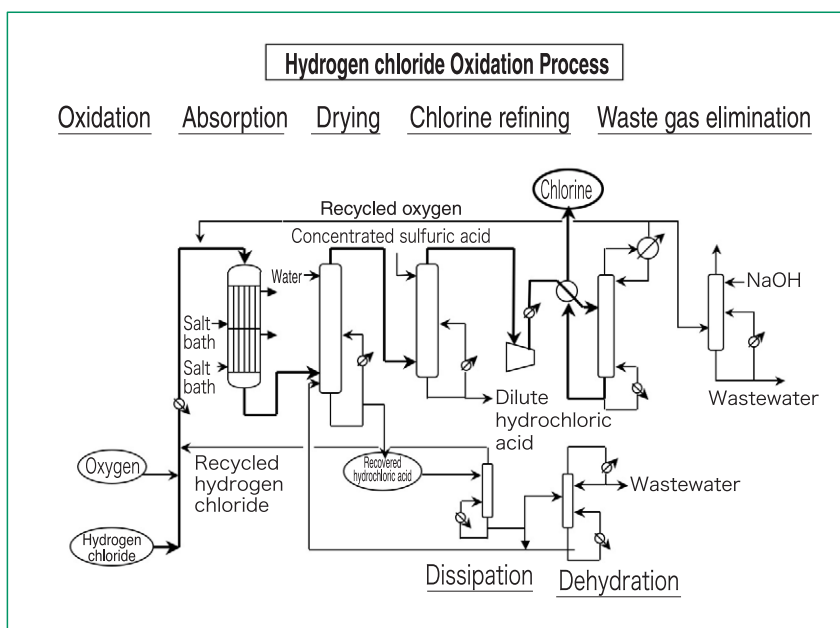 Hydrogen chloride Oxidation Process
Oxidation Absorption Drying Chlorine refining Waste gas elimination
Chlorine
Recycled oxygen
Concentrated sulfuric acid
Water
NaOH
Salt
bath
Salt
bath
Wastewater
Dilute
hydrochloric
acid
Oxygen
Recycled
hydrogen
chloride
Recovered
hydrochloric acid
Wastewater
Hydrogen
chloride
Dissipation Dehydration